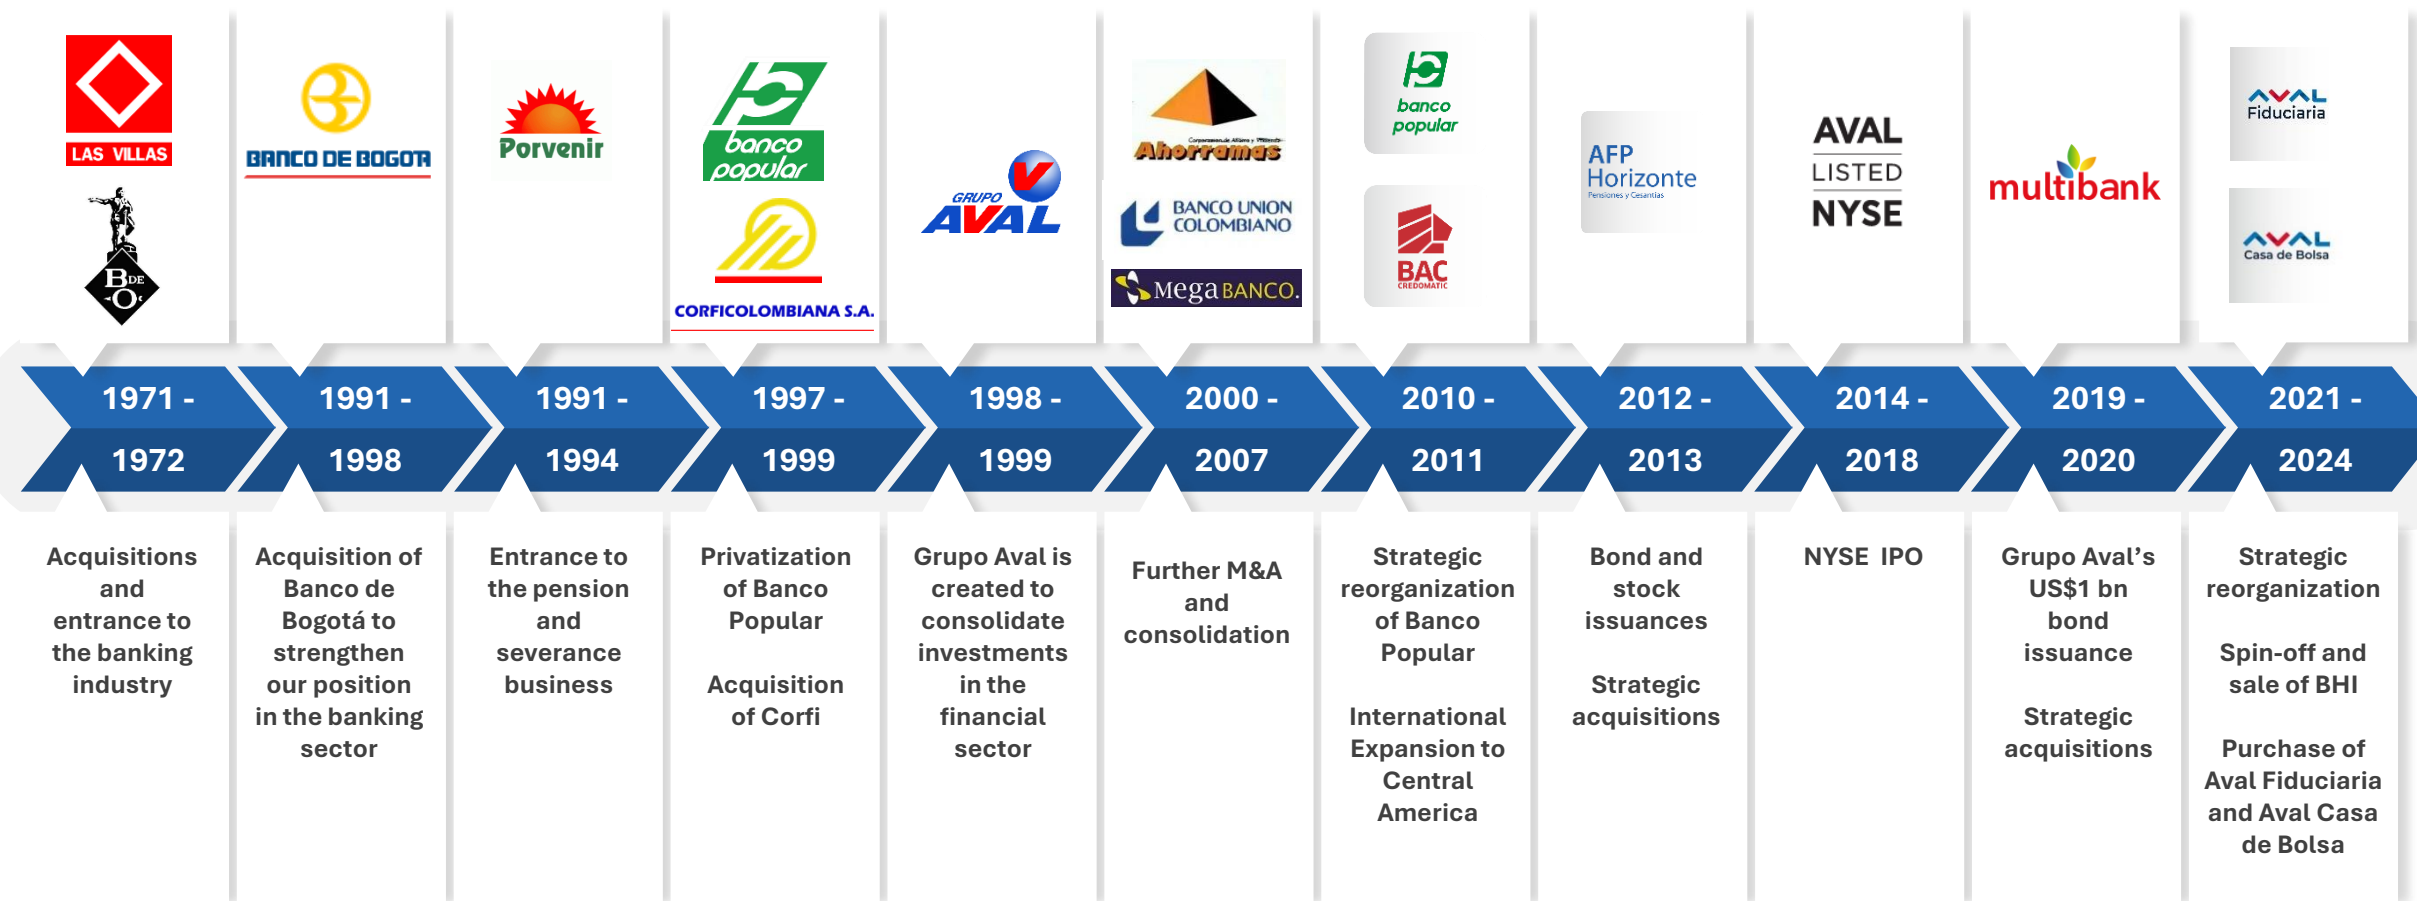 LAS VILLAS
B DE
O
BANCO DE BOGOTA
Porvenir
banco
popular
CORFICOLOMBIANA S.A.
GRUPO
AVAL
Corporacion de Ahorro y Vivienda
Ahorramas
BANCO UNION
COLOMBIANO
MegaBANCO.
banco
popular
BAC
CREDOMATIC
AFP
Horizonte
Pensiones y Cesantías
AVAL
LISTED
NYSE
multibank
AVAL
Fiduciaria
AVAL
Casa de Bolsa
1971 -
1972
1991 -
1998
1991 -
1994
1997 -
1999
1998 -
1999
2000 -
2007
2010 -
2011
2012 -
2013
2014 -
2018
2019 -
2020
2021 -
2024
Acquisitions
and
entrance to
the banking
industry
Acquisition of
Banco de
Bogotá to
strengthen
our position
in the banking
sector
Entrance to
the pension
and
severance
business
Privatization
of Banco
Popular
Acquisition
of Corfi
Grupo Aval is
created to
consolidate
investments
in the
financial
sector
Further M&A
and
consolidation
Strategic
reorganization
of Banco
Popular
International
Expansion to
Central
America
Bond and
stock
issuances
Strategic
acquisitions
NYSE IPO
Grupo Aval’s
US$1 bn
bond
issuance
Strategic
acquisitions
Strategic
reorganization
Spin-off and
sale of BHI
Purchase of
Aval Fiduciaria
and Aval Casa
de Bolsa